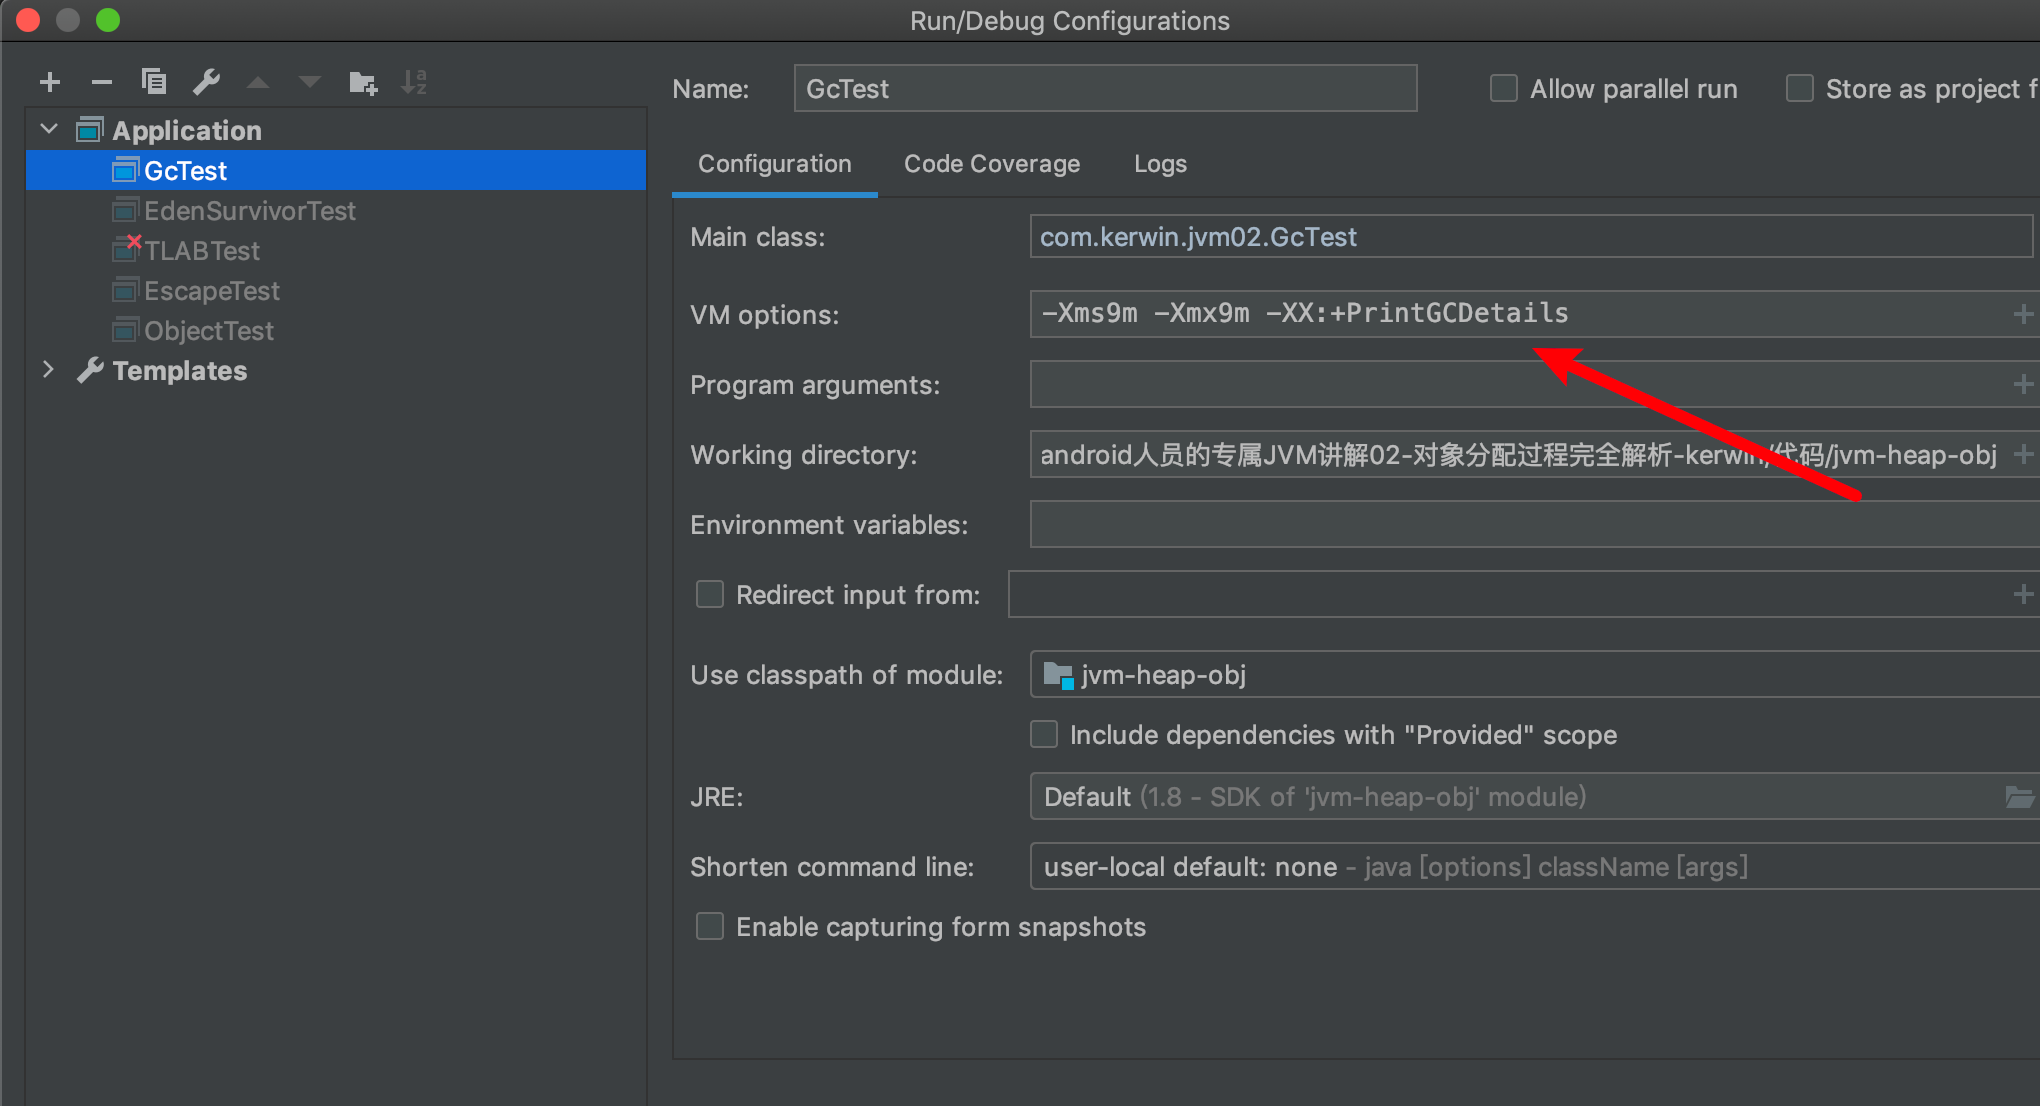 Run/Debug Configurations
Name: GcTest Allow parallel run Store as project f
Application
GcTest
EdenSurvivorTest
TLABTest
EscapeTest
ObjectTest
Templates
Configuration Code Coverage Logs
Main class: com.kerwin.jvm02.GcTest
VM options: -Xms9m -Xmx9m -XX:+PrintGCDetails
Program arguments:
Working directory: android人员的专属JVM讲解02-对象分配过程完全解析-kerwin/代码/jvm-heap-obj
Environment variables:
Redirect input from:
Use classpath of module: jvm-heap-obj
Include dependencies with "Provided" scope
JRE: Default (1.8 - SDK of 'jvm-heap-obj' module)
Shorten command line: user-local default: none - java [options] className [args]
Enable capturing form snapshots